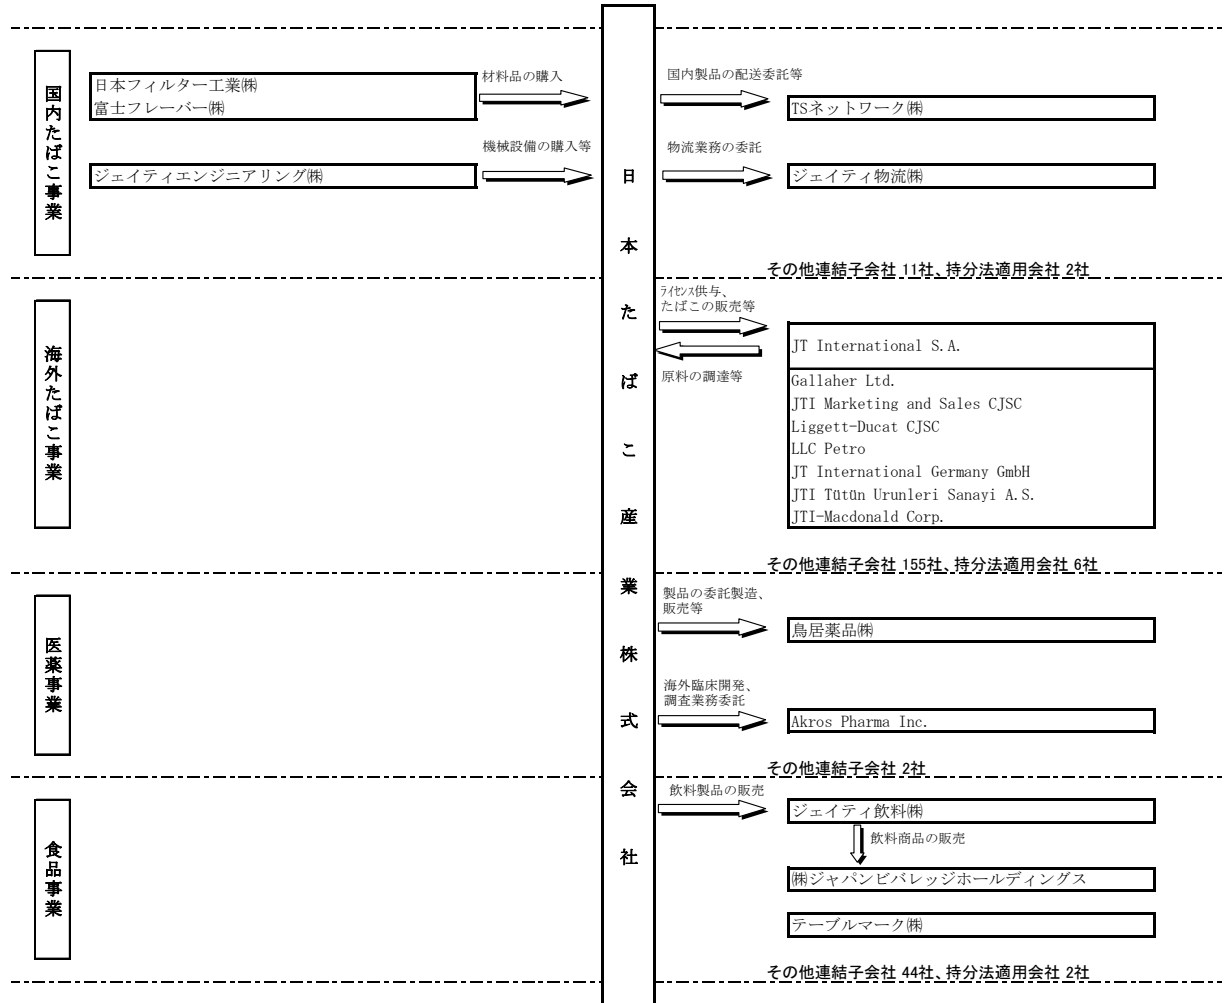 日本たばこ産業株式会社
国内たばこ事業
日本フィルター工業㈱
富士フレーバー㈱
材料品の購入
国内製品の配送委託等
TSネットワーク㈱
ジェイティエンジニアリング㈱
機械設備の購入等
物流業務の委託
ジェイティ物流㈱
その他連結子会社 11社、持分法適用会社 2社
海外たばこ事業
ライセンス供与、
たばこの販売等
原料の調達等
JT International S.A.
Gallaher Ltd.
JTI Marketing and Sales CJSC
Liggett-Ducat CJSC
LLC Petro
JT International Germany GmbH
JTI Tütün Urunleri Sanayi A.S.
JTI-Macdonald Corp.
その他連結子会社 155社、持分法適用会社 6社
医薬事業
製品の委託製造、
販売等
鳥居薬品㈱
海外臨床開発、
調査業務委託
Akros Pharma Inc.
その他連結子会社 2社
食品事業
飲料製品の販売
ジェイティ飲料㈱
飲料商品の販売
㈱ジャパンビバレッジホールディングス
テーブルマーク㈱
その他連結子会社 44社、持分法適用会社 2社